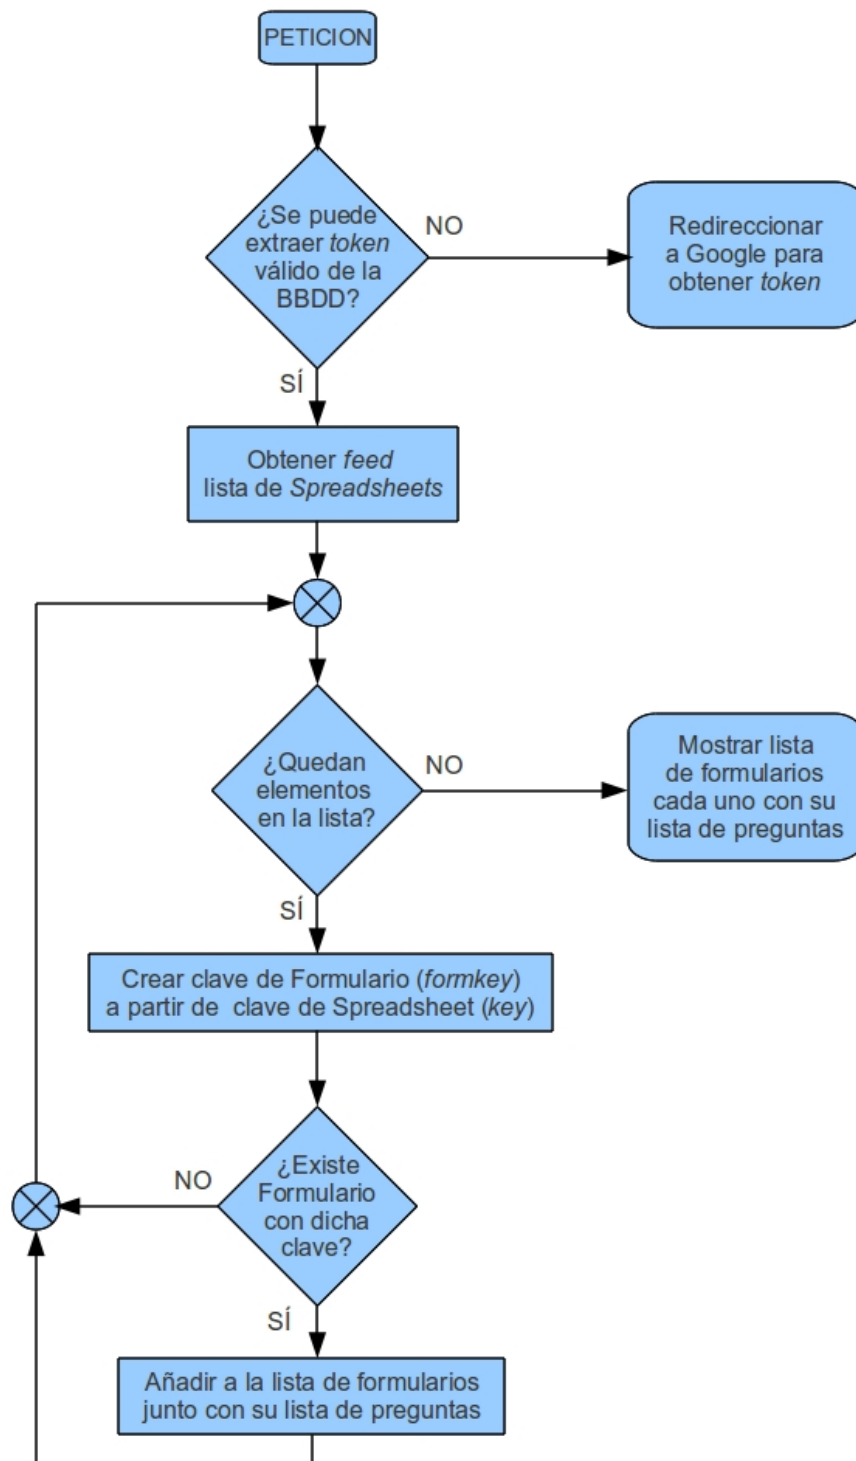 PETICION
¿Se puede
extraer token
válido de la
BBDD?
NO
Redireccionar
a Google para
obtener token
SÍ
Obtener feed
lista de Spreadsheets
¿Quedan
elementos
en la lista?
NO
Mostrar lista
de formularios
cada uno con su
lista de preguntas
SÍ
Crear clave de Formulario (formkey)
a partir de clave de Spreadsheet (key)
¿Existe
Formulario
con dicha
clave?
NO
SÍ
Añadir a la lista de formularios
junto con su lista de preguntas